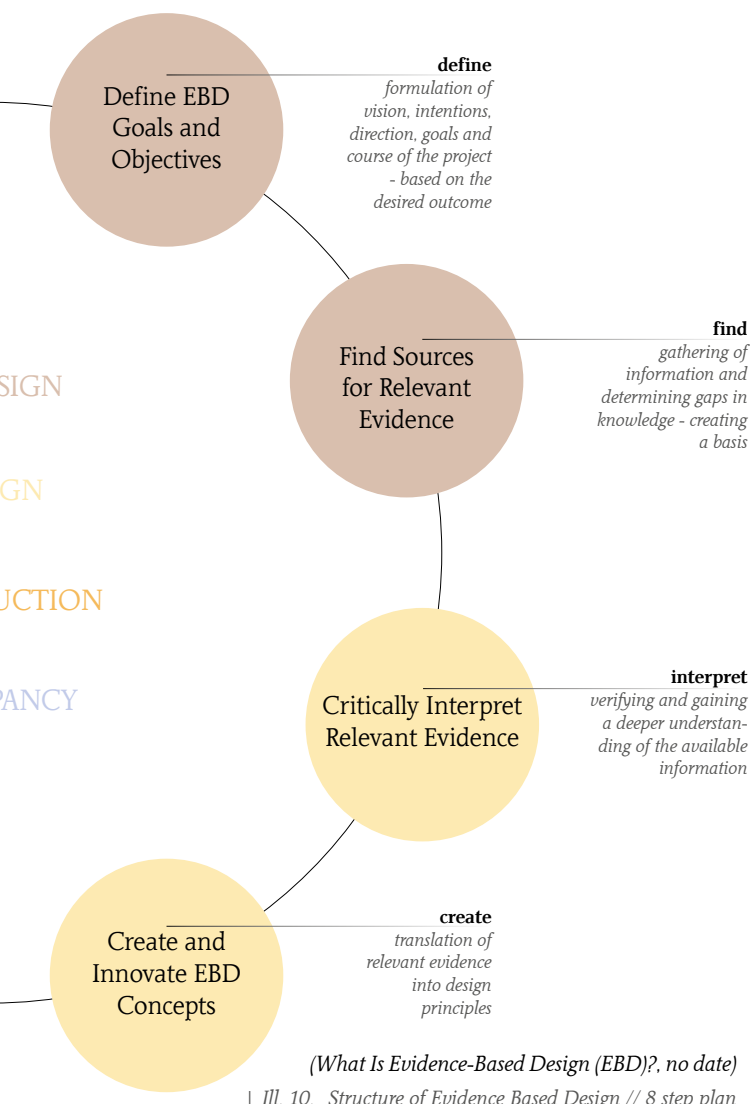 Define EBD
Goals and
Objectives
define
formulation of
vision, intentions,
direction, goals and
course of the project
- based on the
desired outcome
Find Sources
for Relevant
Evidence
find
gathering of
information and
determining gaps in
knowledge - creating
a basis
SIGN
GN
UCTION
PANCY
Critically Interpret
Relevant Evidence
interpret
verifying and gaining
a deeper understan-
ding of the available
information
Create and
Innovate EBD
Concepts
create
translation of
relevant evidence
into design
principles
(What Is Evidence-Based Design (EBD)?, no date)
| Ill. 10. Structure of Evidence Based Design // 8 step plan